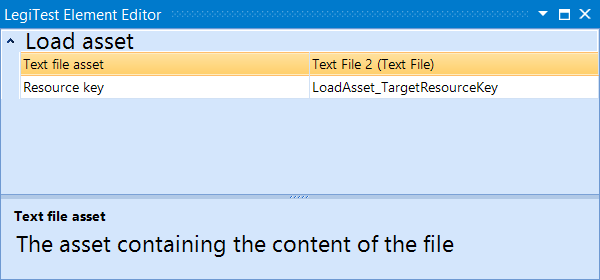 LegiTest Element Editor
Load asset
Text file asset Text File 2 (Text File)
Resource key LoadAsset_TargetResourceKey
Text file asset
The asset containing the content of the file